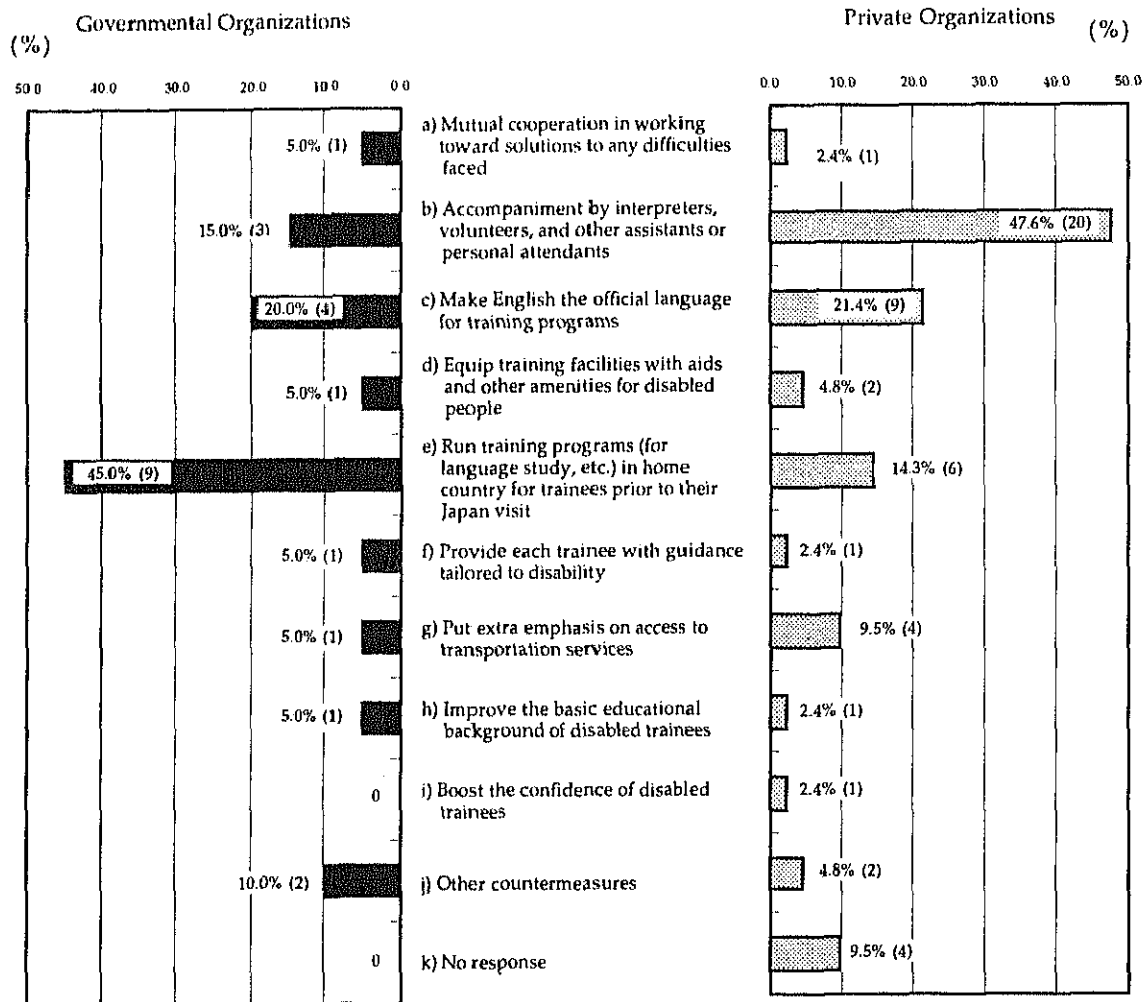 Governmental Organizations
Private Organizations
(%)
(%)
50.0 40.0 30.0 20.0 10.0 0.0
0.0 10.0 20.0 30.0 40.0 50.0
5.0% (1)
a) Mutual cooperation in working
toward solutions to any difficulties
faced
2.4% (1)
15.0% (3)
b) Accompaniment by interpreters,
volunteers, and other assistants or
personal attendants
47.6% (20)
20.0% (4)
c) Make English the official language
for training programs
21.4% (9)
5.0% (1)
d) Equip training facilities with aids
and other amenities for disabled
people
4.8% (2)
45.0% (9)
e) Run training programs (for
language study, etc.) in home
country for trainees prior to their
Japan visit
14.3% (6)
5.0% (1)
f) Provide each trainee with guidance
tailored to disability
2.4% (1)
5.0% (1)
g) Put extra emphasis on access to
transportation services
9.5% (4)
5.0% (1)
h) Improve the basic educational
background of disabled trainees
2.4% (1)
0
i) Boost the confidence of disabled
trainees
2.4% (1)
10.0% (2)
j) Other countermeasures
4.8% (2)
0
k) No response
9.5% (4)